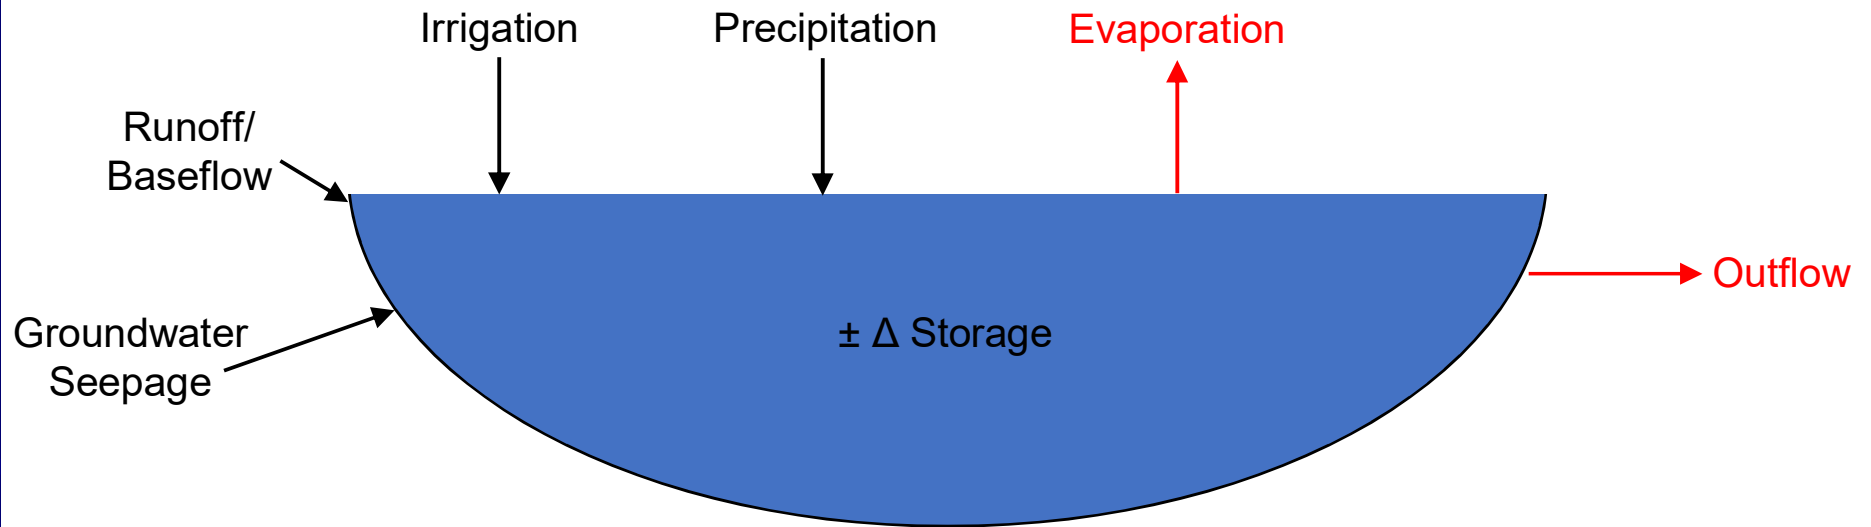 Irrigation
Precipitation
Evaporation
Runoff/
Baseflow
Outflow
Groundwater
Seepage
± Δ Storage